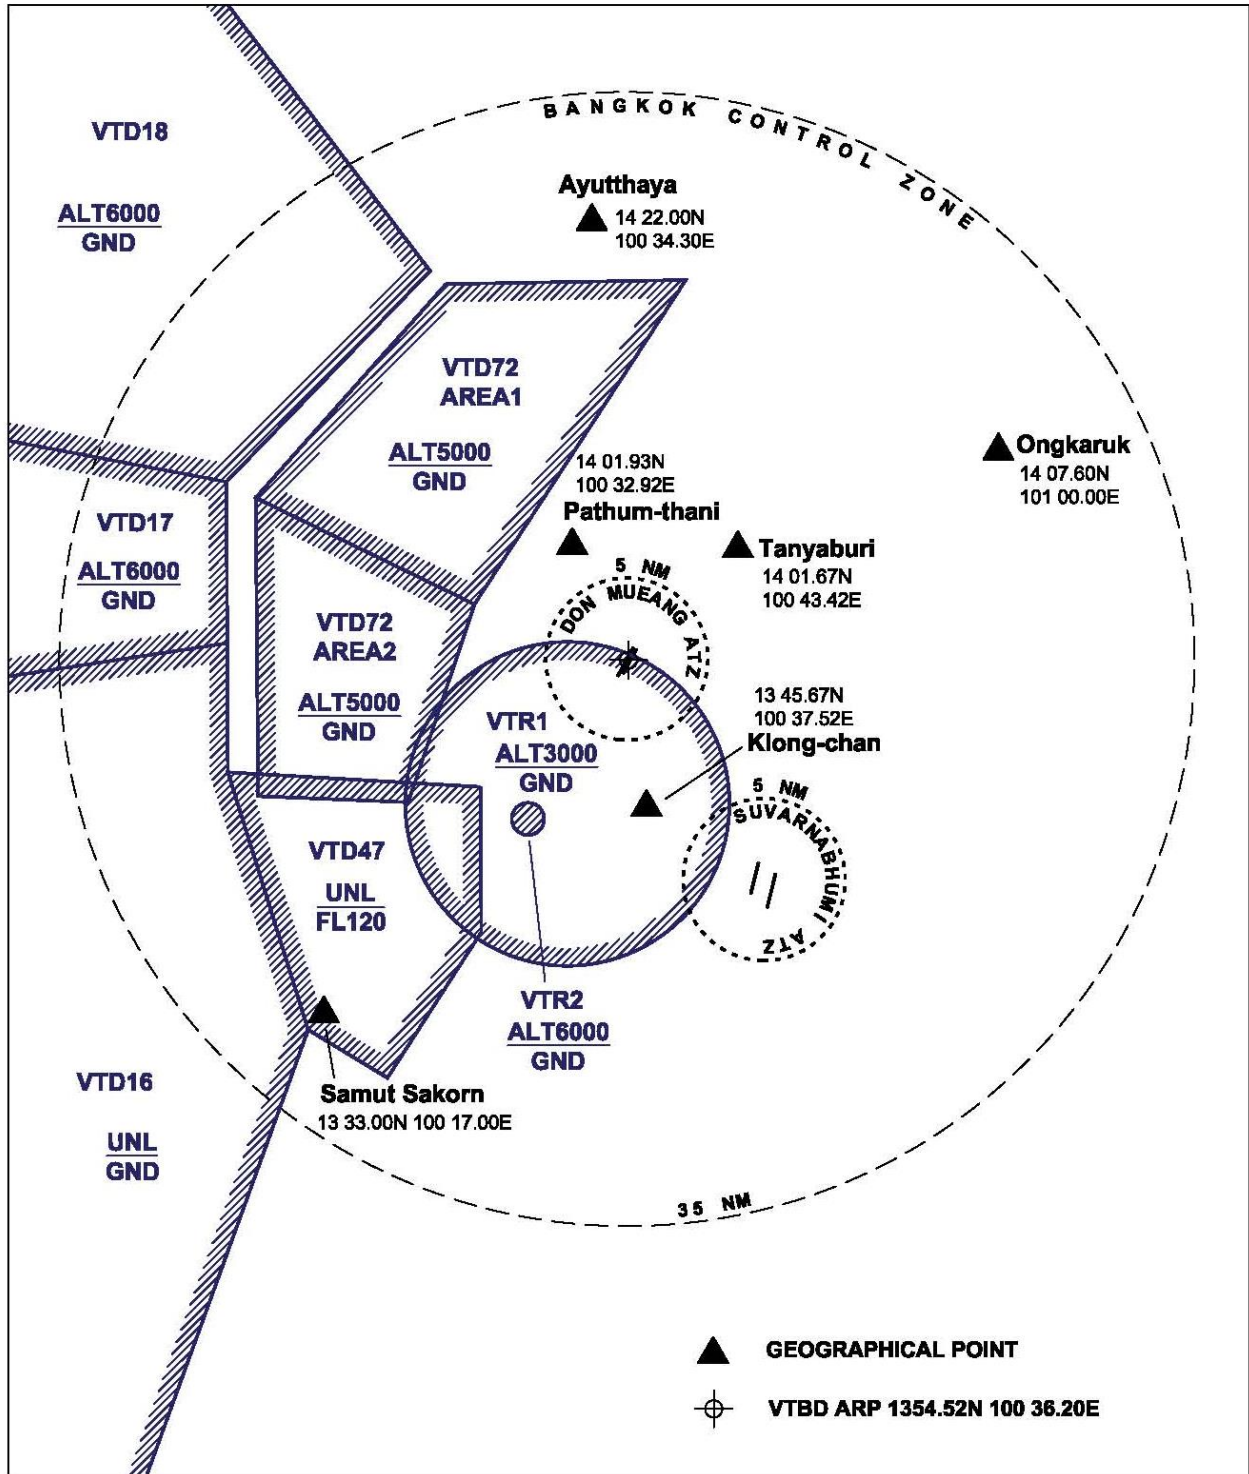 BANGKOK CONTROL ZONE
VTD18
ALT6000
GND
Ayutthaya
14 22.00N
100 34.30E
VTD72
AREA1
ALT5000
GND
14 01.93N
100 32.92E
Pathum-thani
Ongkaruk
14 07.60N
101 00.00E
VTD17
ALT6000
GND
Tanyaburi
14 01.67N
100 43.42E
5 NM
DON MUEANG ATZ
VTD72
AREA2
ALT5000
GND
VTR1
ALT3000
GND
13 45.67N
100 37.52E
Klong-chan
5 NM
SUVARNABHUMI ATZ
VTD47
UNL
FL120
VTR2
ALT6000
GND
VTD16
UNL
GND
Samut Sakorn
13 33.00N 100 17.00E
35 NM
GEOGRAPHICAL POINT
VTBD ARP 1354.52N 100 36.20E